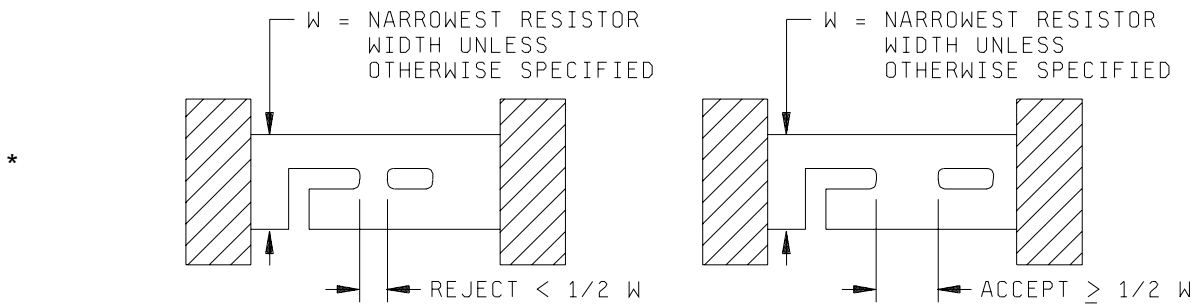 W = NARROWEST RESISTOR
WIDTH UNLESS
OTHERWISE SPECIFIED
W = NARROWEST RESISTOR
WIDTH UNLESS
OTHERWISE SPECIFIED
*
REJECT < 1/2 W
ACCEPT ≥ 1/2 W